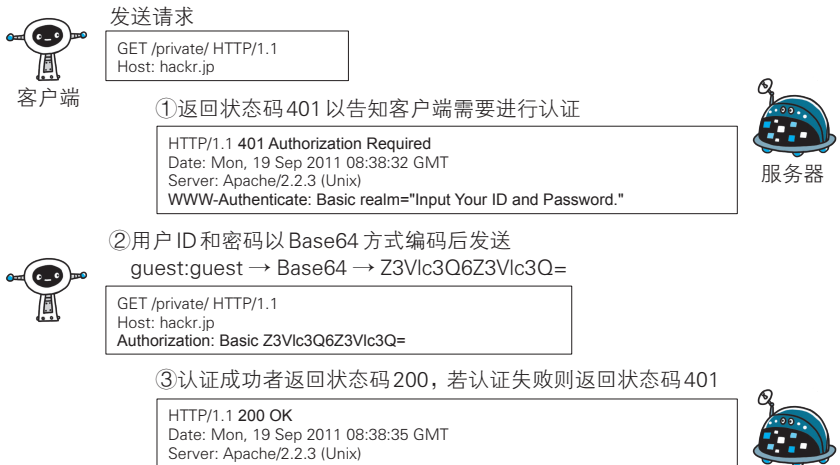 发送请求
GET /private/ HTTP/1.1
Host: hackr.jp
客户端
①返回状态码401以告知客户端需要进行认证
HTTP/1.1 401 Authorization Required
Date: Mon, 19 Sep 2011 08:38:32 GMT
Server: Apache/2.2.3 (Unix)
WWW-Authenticate: Basic realm="Input Your ID and Password."
服务器
②用户ID和密码以Base64方式编码后发送
guest:guest → Base64 → Z3Vlc3Q6Z3Vlc3Q=
GET /private/ HTTP/1.1
Host: hackr.jp
Authorization: Basic Z3Vlc3Q6Z3Vlc3Q=
③认证成功者返回状态码200，若认证失败则返回状态码401
HTTP/1.1 200 OK
Date: Mon, 19 Sep 2011 08:38:35 GMT
Server: Apache/2.2.3 (Unix)